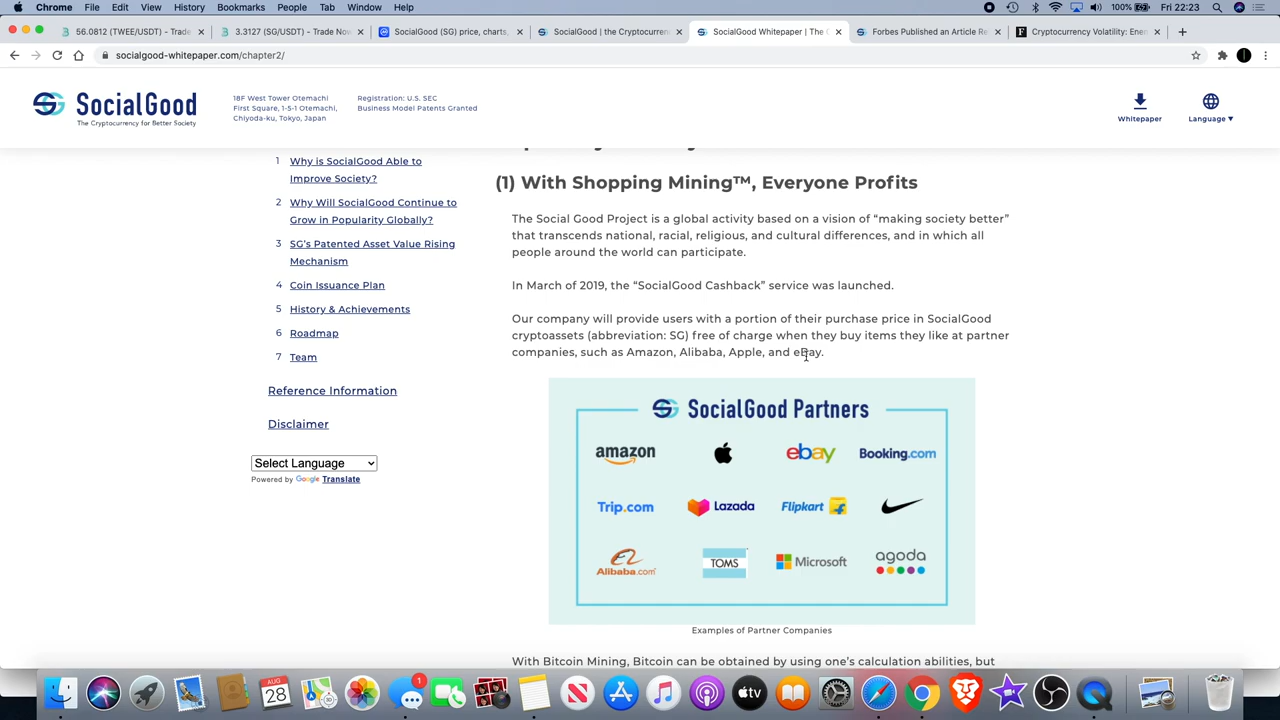 Chrome File Edit View History Bookmarks People Tab Window Help
100% Fri 22:23
56.0812 (TWEE/USDT) - Trade
3.3127 (SG/USDT) - Trade Now
SocialGood (SG) price, charts,
SocialGood | the Cryptocurren
SocialGood Whitepaper | The
Forbes Published an Article Re
Cryptocurrency Volatility: Ener
socialgood-whitepaper.com/chapter2/
SocialGood
The Cryptocurrency for Better Society
18F West Tower Otemachi
First Square, 1-5-1 Otemachi,
Chiyoda-ku, Tokyo, Japan
Registration: U.S. SEC
Business Model Patents Granted
Whitepaper
Language ▼
1 Why is SocialGood Able to
Improve Society?
2 Why Will SocialGood Continue to
Grow in Popularity Globally?
3 SG's Patented Asset Value Rising
Mechanism
4 Coin Issuance Plan
5 History & Achievements
6 Roadmap
7 Team
Reference Information
Disclaimer
Select Language
Powered by Google Translate
(1) With Shopping Mining™, Everyone Profits
The Social Good Project is a global activity based on a vision of “making society better”
that transcends national, racial, religious, and cultural differences, and in which all
people around the world can participate.
In March of 2019, the “SocialGood Cashback” service was launched.
Our company will provide users with a portion of their purchase price in SocialGood
cryptoassets (abbreviation: SG) free of charge when they buy items they like at partner
companies, such as Amazon, Alibaba, Apple, and eBay.
SocialGood Partners
amazon ebay Booking.com
Trip.com Lazada Flipkart
Alibaba.com TOMS Microsoft agoda
Examples of Partner Companies
With Bitcoin Mining, Bitcoin can be obtained by using one's calculation abilities, but
AUG
28
1
tv